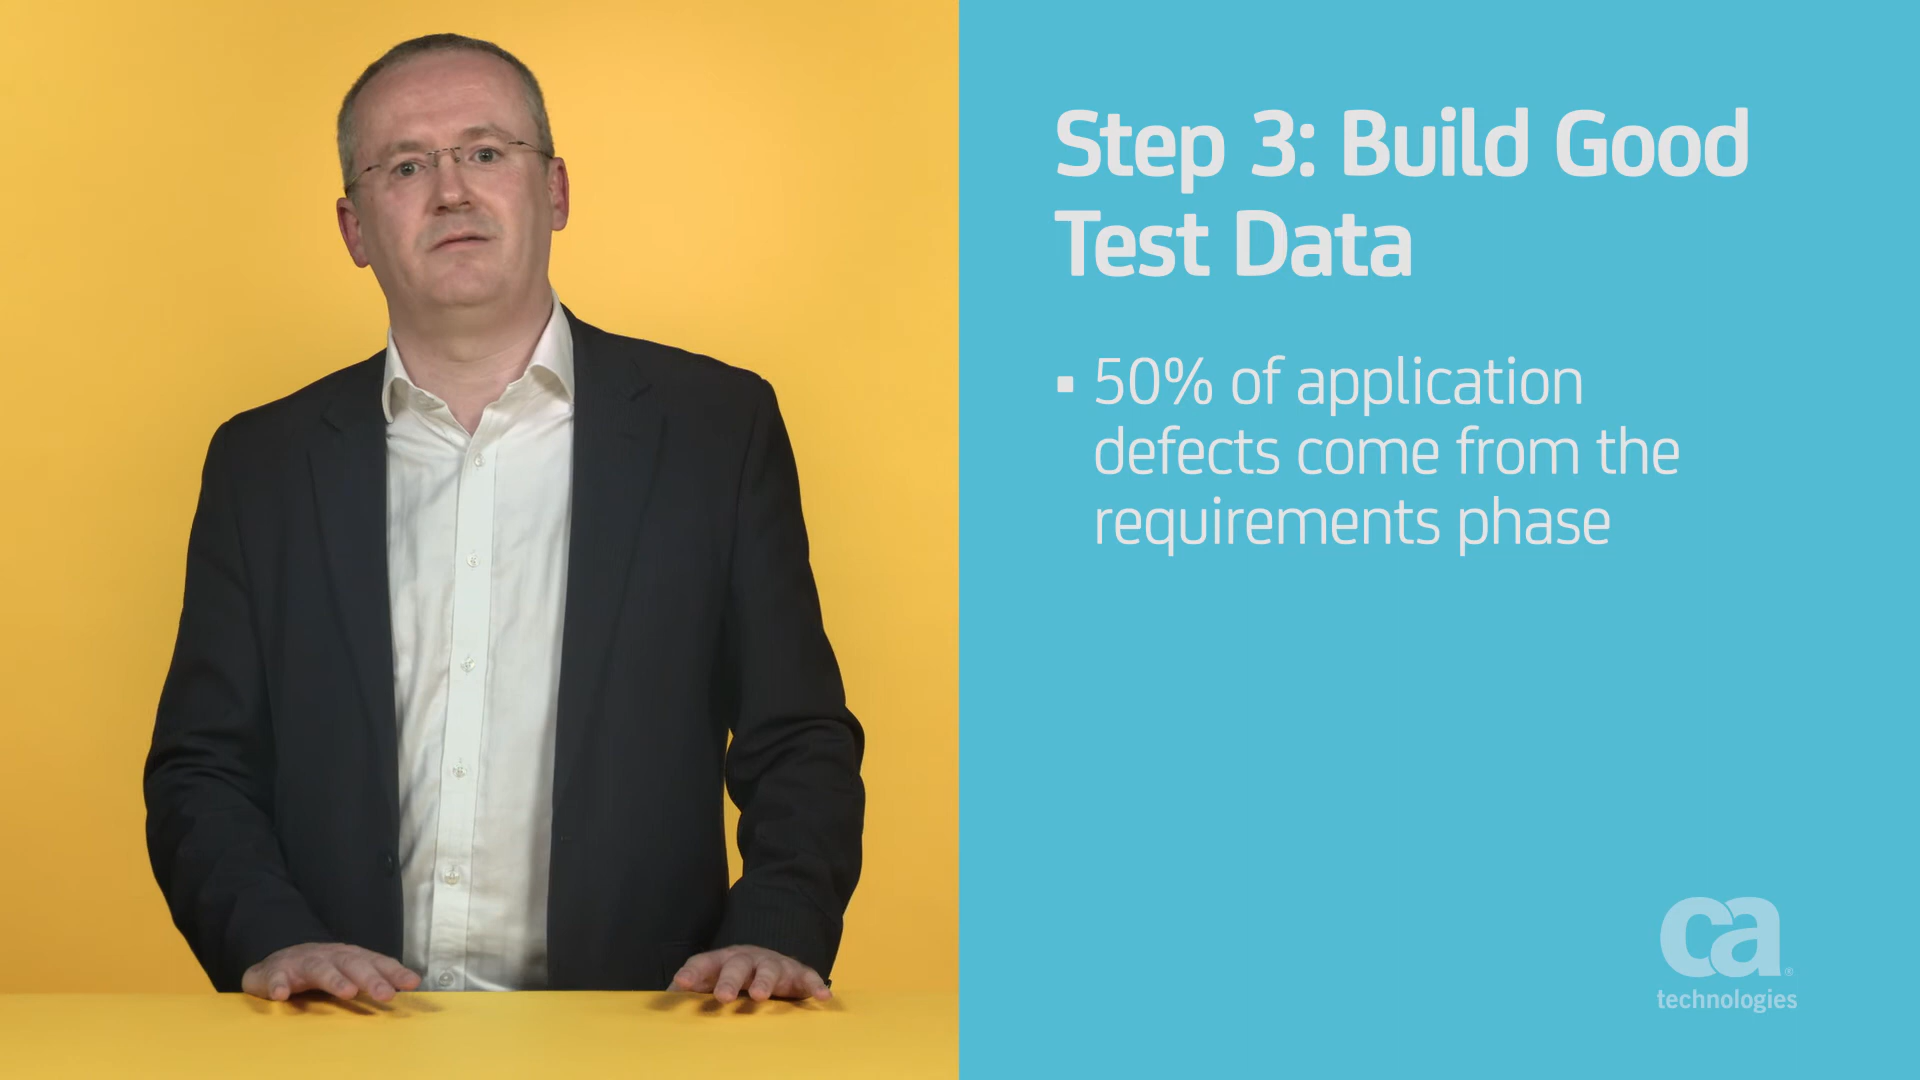 Step 3: Build Good
Test Data
▪ 50% of application
defects come from the
requirements phase
ca®
technologies